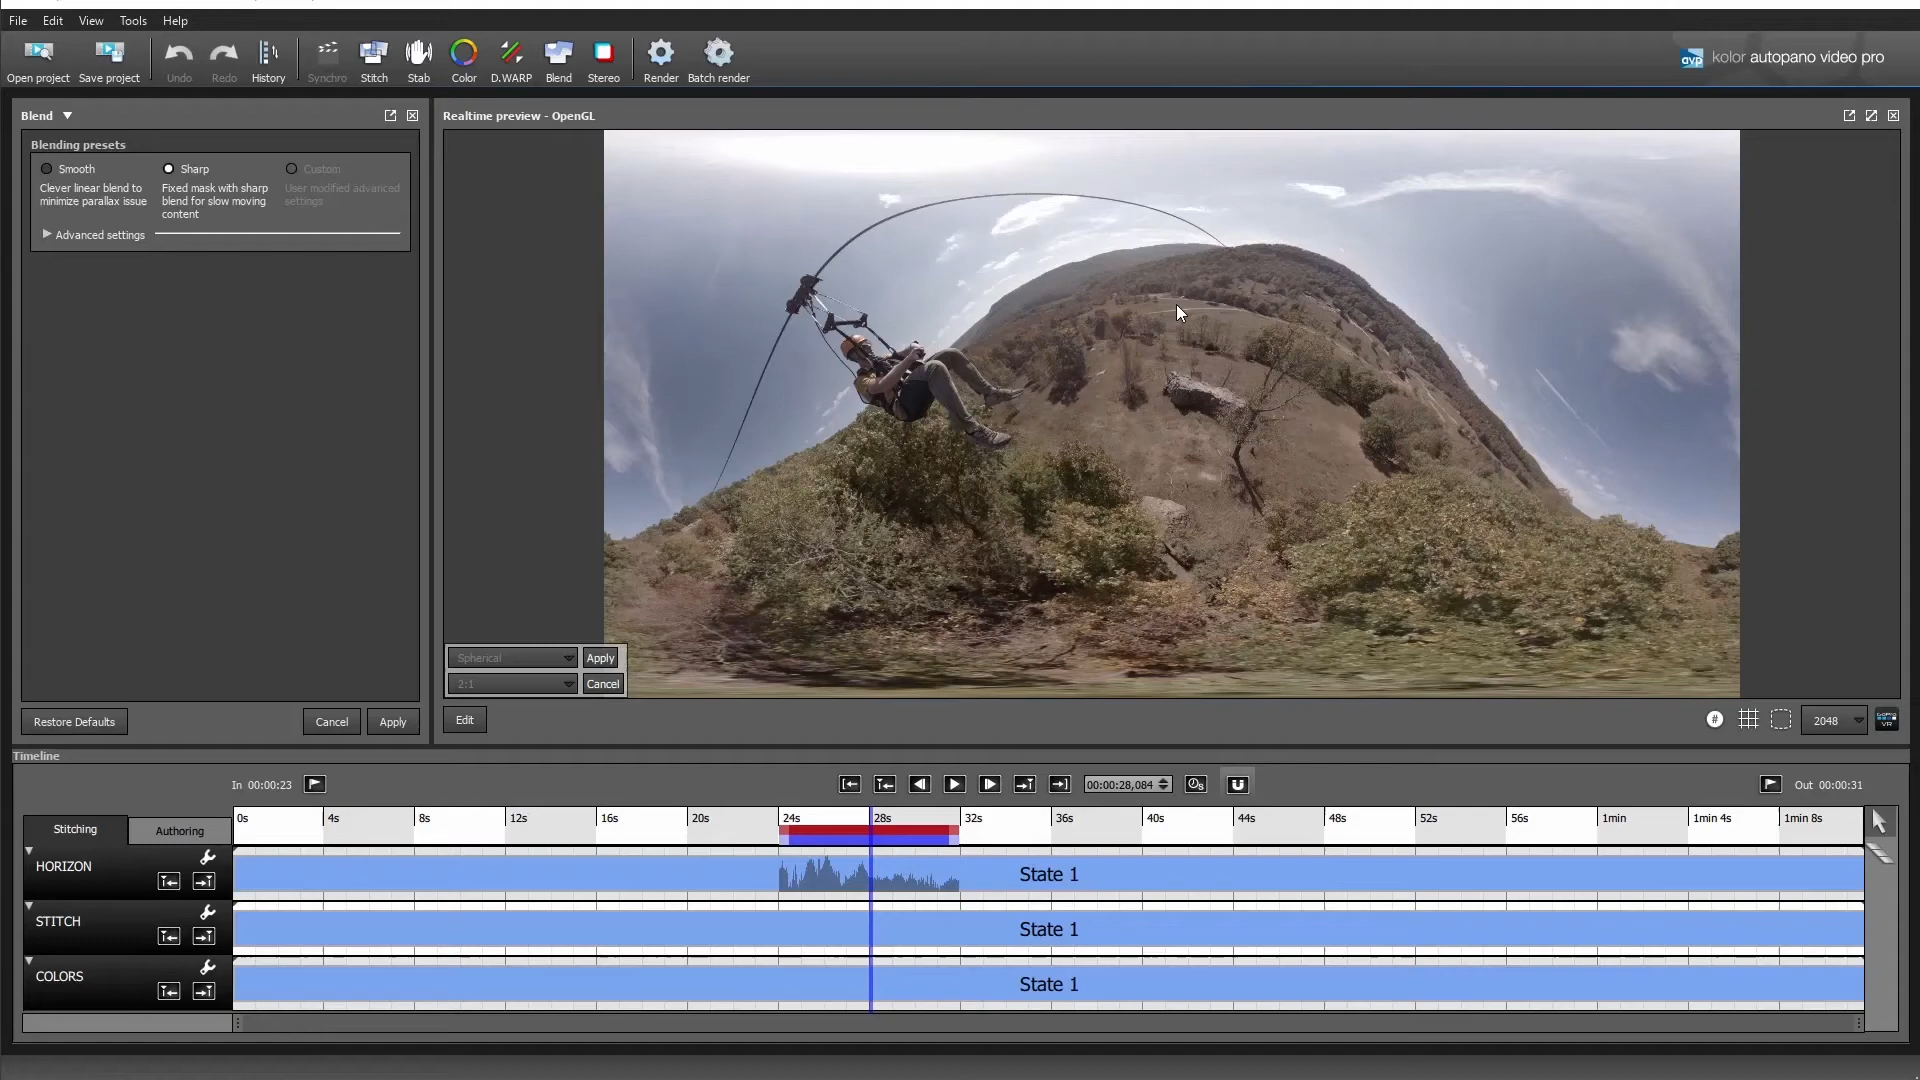 File Edit View Tools Help
Open project Save project Undo Redo History Synchro Stitch Stab Color D.WARP Blend Stereo Render Batch render
avp kolor autopano video pro
Blend
Realtime preview - OpenGL
Blending presets
Smooth Sharp Custom
Clever linear blend to Fixed mask with sharp User modified advanced
minimize parallax issue blend for slow moving settings
content
Advanced settings
Spherical Apply
2:1 Cancel
Restore Defaults Cancel Apply
Edit
# 2048
GoPro VR
Timeline
In 00:00:23 00:00:28,084 Out 00:00:31
Stitching Authoring
0s 4s 8s 12s 16s 20s 24s 28s 32s 36s 40s 44s 48s 52s 56s 1min 1min 4s 1min 8s
HORIZON State 1
STITCH State 1
COLORS State 1